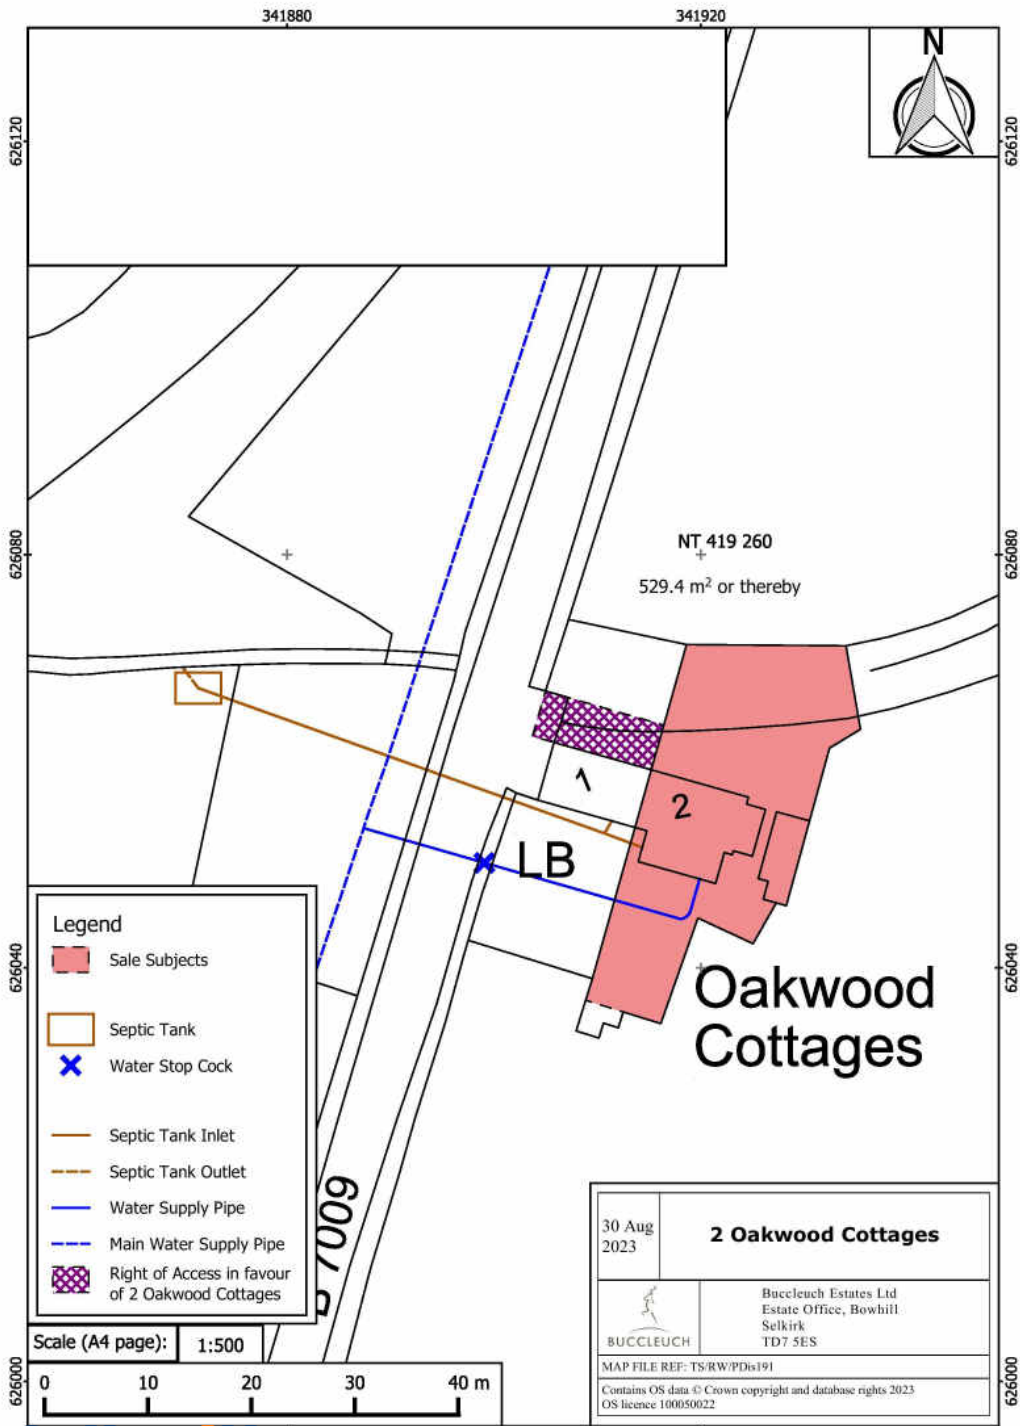 341880
341920
N
626120
626120
NT 419 260
626080
626080
529.4 m² or thereby
1
2
LB
Legend
Sale Subjects
626040
626040
Oakwood
Cottages
Septic Tank
Water Stop Cock
Septic Tank Inlet
Septic Tank Outlet
Water Supply Pipe
Main Water Supply Pipe
Right of Access in favour
of 2 Oakwood Cottages
B 7009
30 Aug
2023
2 Oakwood Cottages
BUCCLEUCH
Buccleuch Estates Ltd
Estate Office, Bowhill
Selkirk
TD7 5ES
Scale (A4 page):
1:500
MAP FILE REF: TS/RW/PDis191
Contains OS data © Crown copyright and database rights 2023
OS licence 100050022
626000
626000
0 10 20 30 40 m